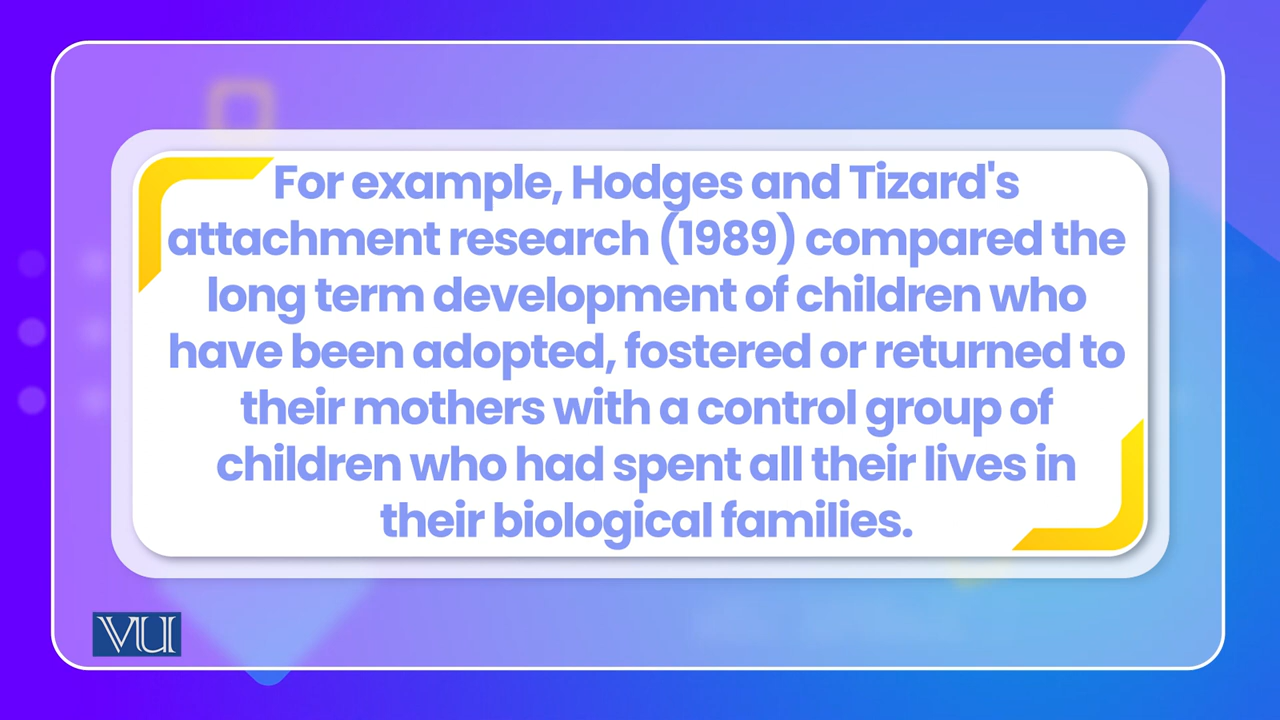 For example, Hodges and Tizard's
attachment research (1989) compared the
long term development of children who
have been adopted, fostered or returned to
their mothers with a control group of
children who had spent all their lives in
their biological families.
VU